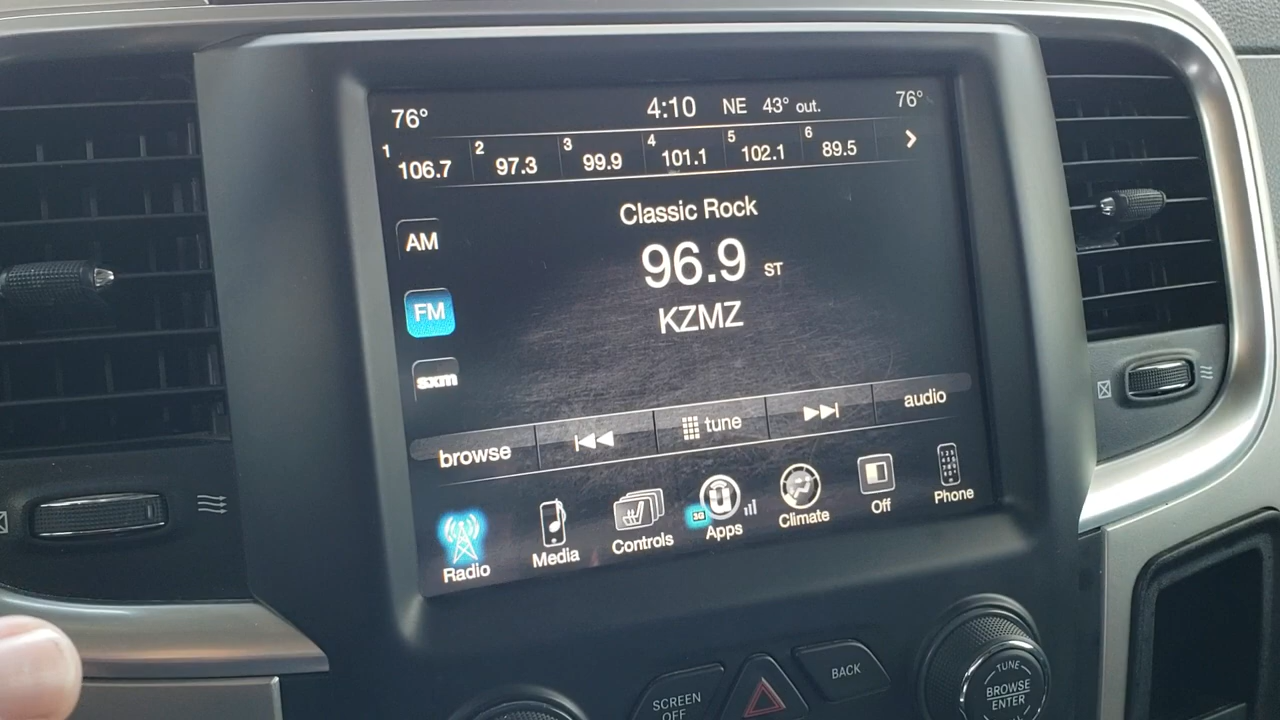 76° 4:10 NE 43° out. 76°
1 106.7 2 97.3 3 99.9 4 101.1 5 102.1 6 89.5
Classic Rock
AM
96.9 ST
FM
KZMZ
sxm
browse tune audio
Radio Media Controls 3G Apps Climate Off Phone
SCREEN
OFF
BACK
TUNE
BROWSE
ENTER